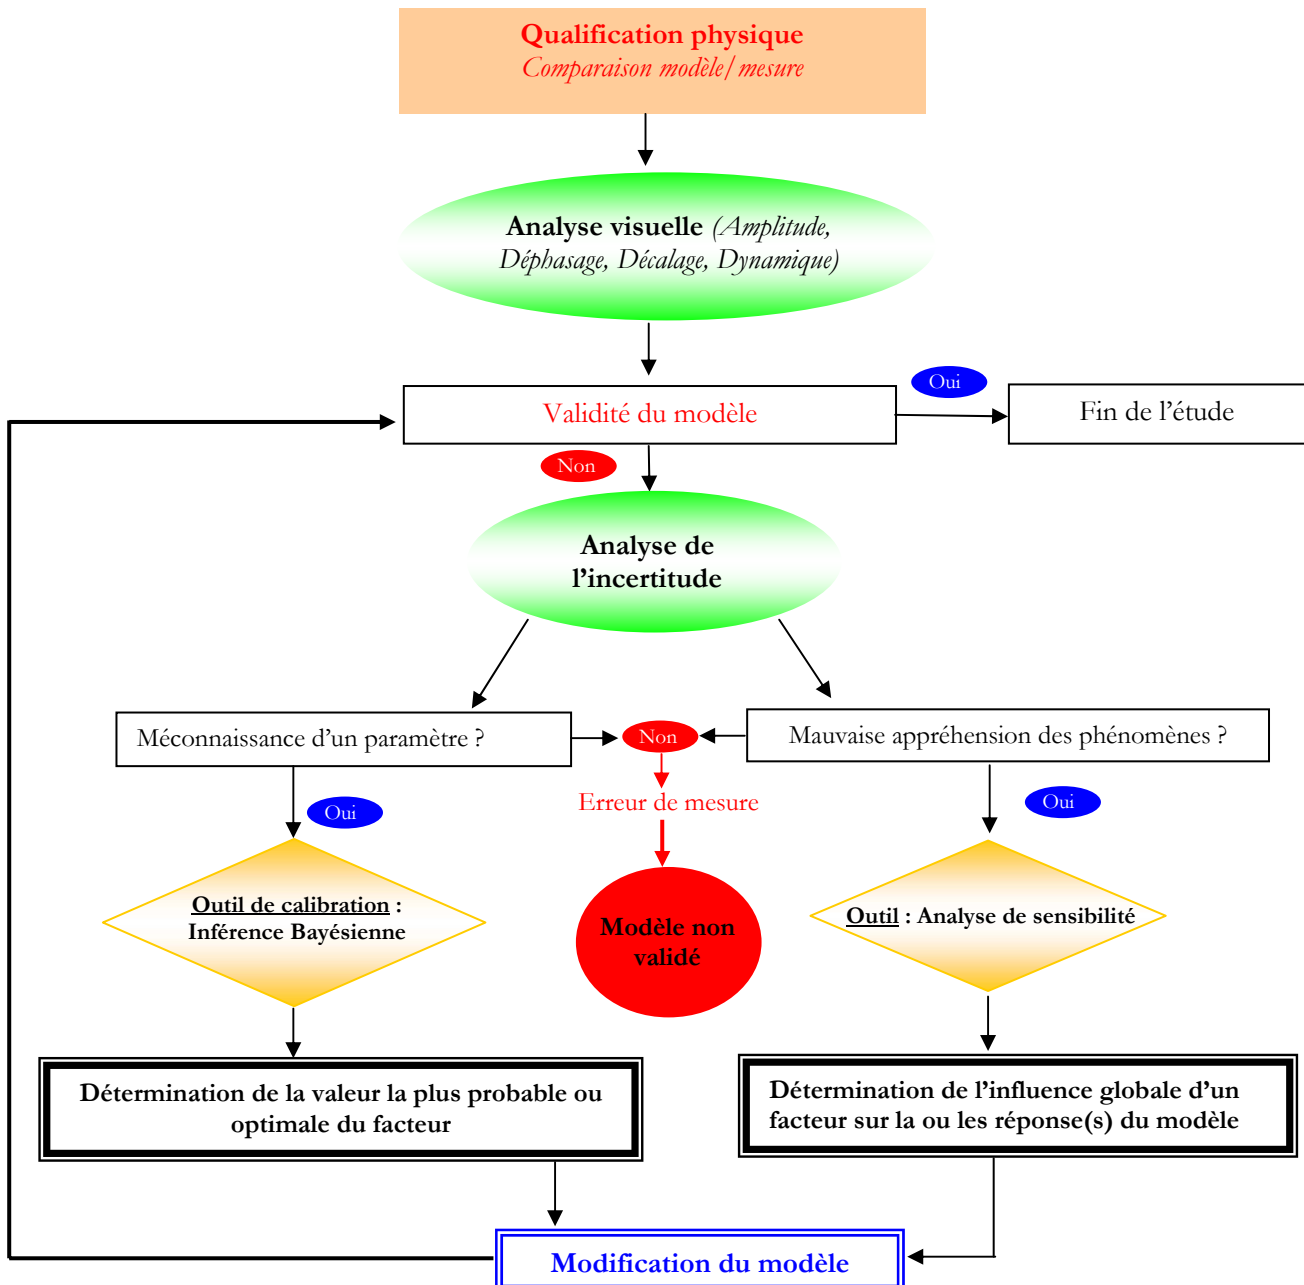 Qualification physique
Comparaison modèle/mesure
Analyse visuelle (Amplitude,
Déphasage, Décalage, Dynamique)
Oui
Validité du modèle
Fin de l’étude
Non
Analyse de
l’incertitude
Méconnaissance d’un paramètre ?
Non
Mauvaise appréhension des phénomènes ?
Oui
Erreur de mesure
Oui
Outil de calibration :
Inférence Bayésienne
Modèle non
validé
Outil : Analyse de sensibilité
Détermination de la valeur la plus probable ou
optimale du facteur
Détermination de l’influence globale d’un
facteur sur la ou les réponse(s) du modèle
Modification du modèle